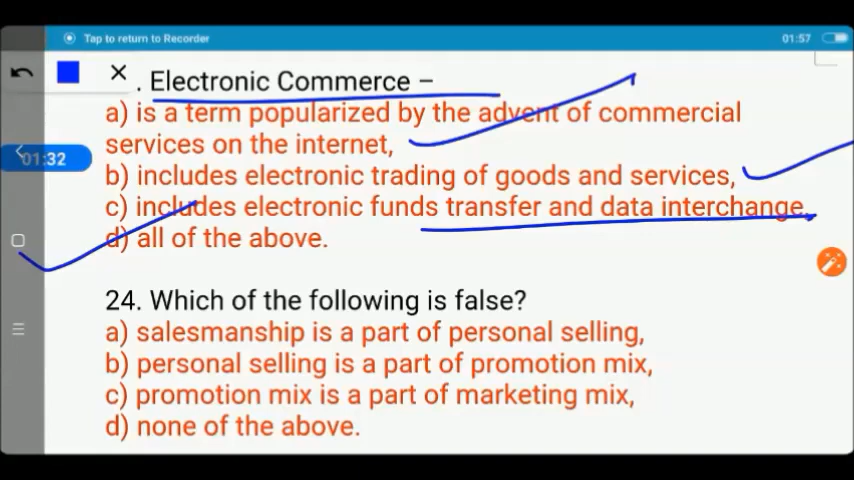 Tap to return to Recorder
01:57
. Electronic Commerce –
a) is a term popularized by the advent of commercial
services on the internet,
01:32
b) includes electronic trading of goods and services,
c) includes electronic funds transfer and data interchange,
d) all of the above.
24. Which of the following is false?
a) salesmanship is a part of personal selling,
b) personal selling is a part of promotion mix,
c) promotion mix is a part of marketing mix,
d) none of the above.